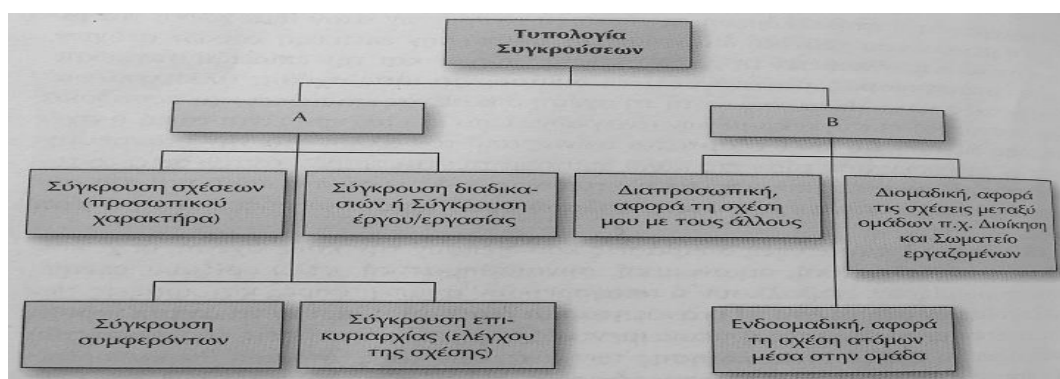 Τυπολογία
Συγκρούσεων
Α
Β
Σύγκρουση σχέσεων
(προσωπικού
χαρακτήρα)
Σύγκρουση διαδικα-
σιών ή Σύγκρουση
έργου/εργασίας
Διαπροσωπική,
αφορά τη σχέση
μου με τους άλλους
Διομαδική, αφορά
τις σχέσεις μεταξύ
ομάδων π.χ. Διοίκηση
και Σωματείο
εργαζομένων
Σύγκρουση
συμφερόντων
Σύγκρουση επι-
κυριαρχίας (ελέγχου
της σχέσης)
Ενδοομαδική, αφορά
τη σχέση ατόμων
μέσα στην ομάδα